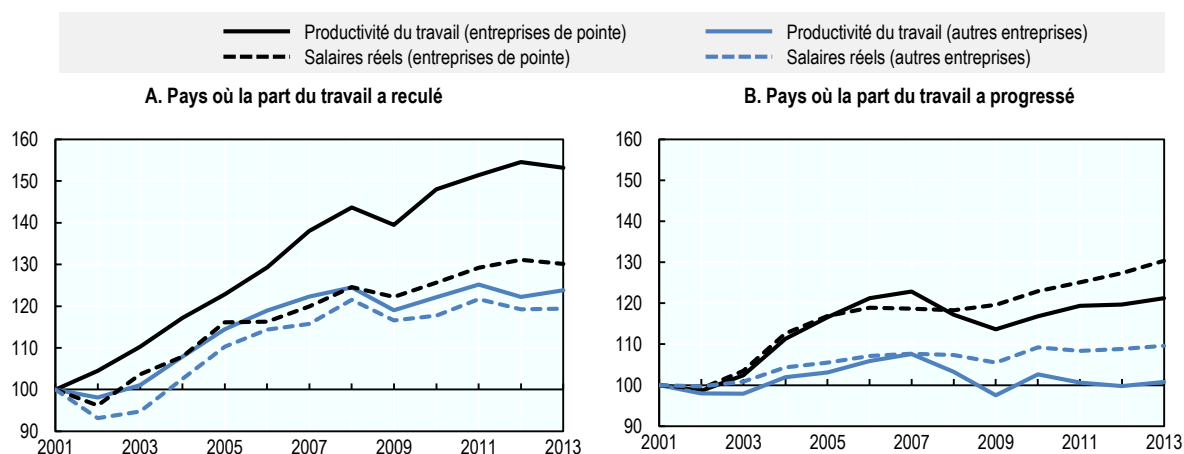 Productivité du travail (entreprises de pointe)
Productivité du travail (autres entreprises)
Salaires réels (entreprises de pointe)
Salaires réels (autres entreprises)
A. Pays où la part du travail a reculé
160
150
140
130
120
110
100
90
2001 2003 2005 2007 2009 2011 2013
B. Pays où la part du travail a progressé
160
150
140
130
120
110
100
90
2001 2003 2005 2007 2009 2011 2013